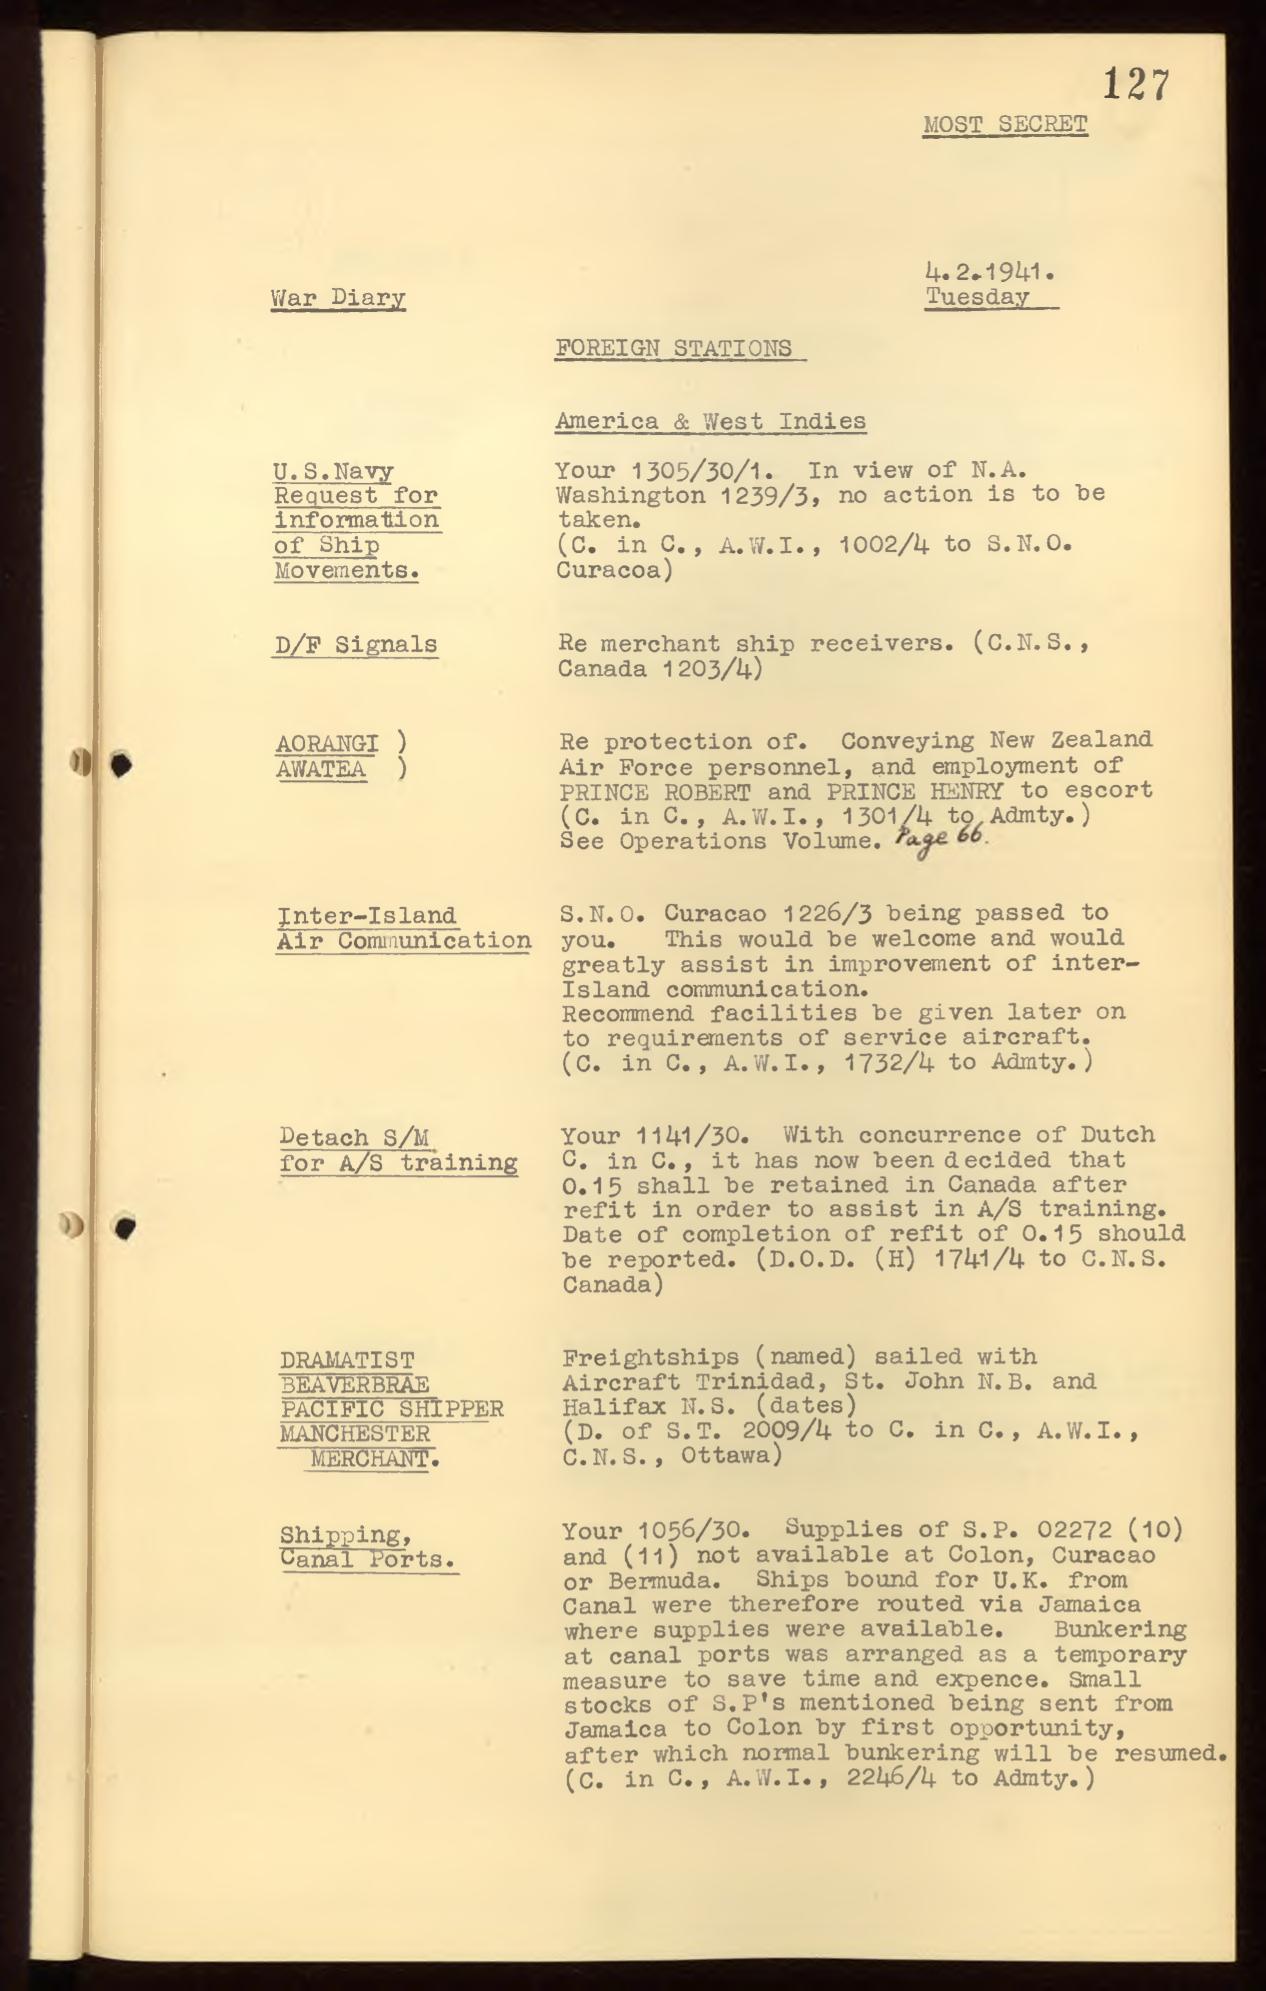 127
MOST SECRET
4.2.1941.
War Diary
Tuesday
FOREIGN STATIONS
America & West Indies
U.S.Navy
Request for
information
of Ship
Movements.
Your 1305/30/1. In view of N.A.
Washington 1239/3, no action is to be
taken.
(C. in C., A.W.I., 1002/4 to S.N.O.
Curacoa)
D/F Signals
Re merchant ship receivers. (C.N.S.,
Canada 1203/4)
AORANGI )
AWATEA )
Re protection of. Conveying New Zealand
Air Force personnel, and employment of
PRINCE ROBERT and PRINCE HENRY to escort
(C. in C., A.W.I., 1301/4 to Admty.)
See Operations Volume. Page 66.
Inter-Island
Air Communication
S.N.O. Curacao 1226/3 being passed to
you. This would be welcome and would
greatly assist in improvement of inter-
Island communication.
Recommend facilities be given later on
to requirements of service aircraft.
(C. in C., A.W.I., 1732/4 to Admty.)
Detach S/M
for A/S training
Your 1141/30. With concurrence of Dutch
C. in C., it has now been decided that
O.15 shall be retained in Canada after
refit in order to assist in A/S training.
Date of completion of refit of O.15 should
be reported. (D.O.D. (H) 1741/4 to C.N.S.
Canada)
DRAMATIST
BEAVERBRAE
PACIFIC SHIPPER
MANCHESTER
MERCHANT.
Freightships (named) sailed with
Aircraft Trinidad, St. John N.B. and
Halifax N.S. (dates)
(D. of S.T. 2009/4 to C. in C., A.W.I.,
C.N.S., Ottawa)
Shipping,
Canal Ports.
Your 1056/30. Supplies of S.P. 02272 (10)
and (11) not available at Colon, Curacao
or Bermuda. Ships bound for U.K. from
Canal were therefore routed via Jamaica
where supplies were available. Bunkering
at canal ports was arranged as a temporary
measure to save time and expence. Small
stocks of S.P's mentioned being sent from
Jamaica to Colon by first opportunity,
after which normal bunkering will be resumed.
(C. in C., A.W.I., 2246/4 to Admty.)